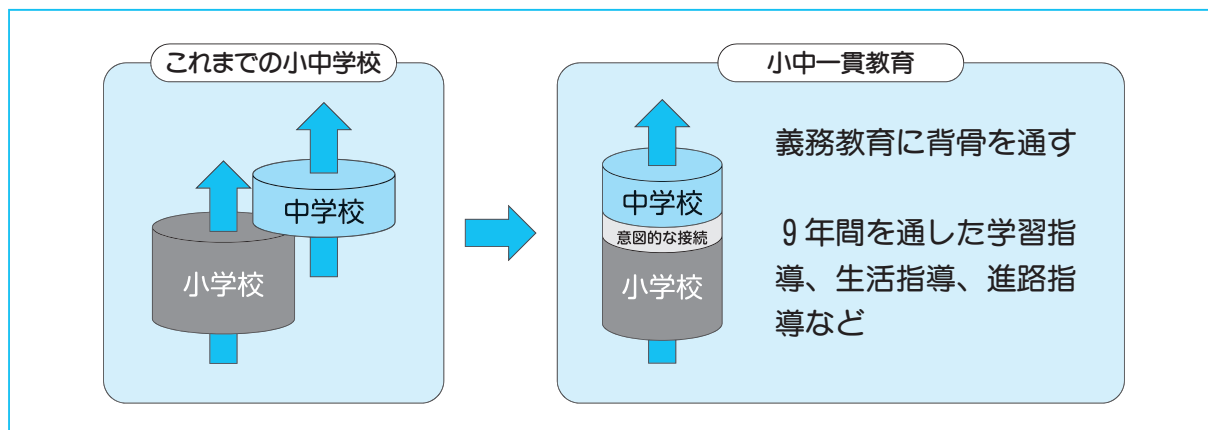 これまでの小中学校
中学校
小学校
小中一貫教育
中学校
意図的な接続
小学校
義務教育に背骨を通す
9年間を通した学習指
導、生活指導、進路指
導など